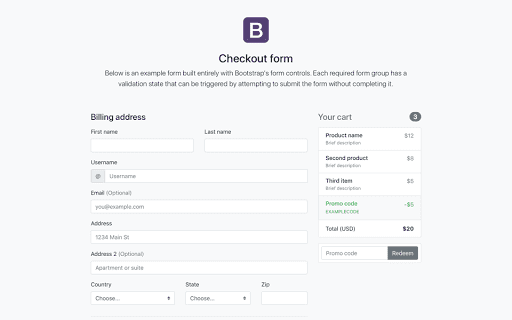 B
Checkout form
Below is an example form built entirely with Bootstrap's form controls. Each required form group has a
validation state that can be triggered by attempting to submit the form without completing it.
Billing address
First name
Last name
Username
@ Username
Email (Optional)
you@example.com
Address
1234 Main St
Address 2 (Optional)
Apartment or suite
Country
State
Zip
Choose...
Choose...
Your cart
3
Product name $12
Brief description
Second product $8
Brief description
Third item $5
Brief description
Promo code -$5
EXAMPLECODE
Total (USD) $20
Promo code
Redeem